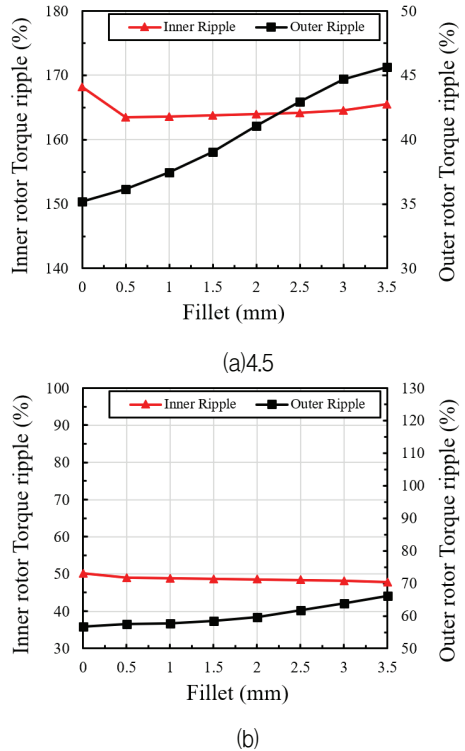 Inner Ripple Outer Ripple
Inner rotor Torque ripple (%)
180
170
160
150
140
Outer rotor Torque ripple (%)
50
45
40
35
30
0 0.5 1 1.5 2 2.5 3 3.5
Fillet (mm)
(a)4.5
Inner Ripple Outer Ripple
Inner rotor Torque ripple (%)
100
90
80
70
60
50
40
30
Outer rotor Torque ripple (%)
130
120
110
100
90
80
70
60
50
0 0.5 1 1.5 2 2.5 3 3.5
Fillet (mm)
(b)